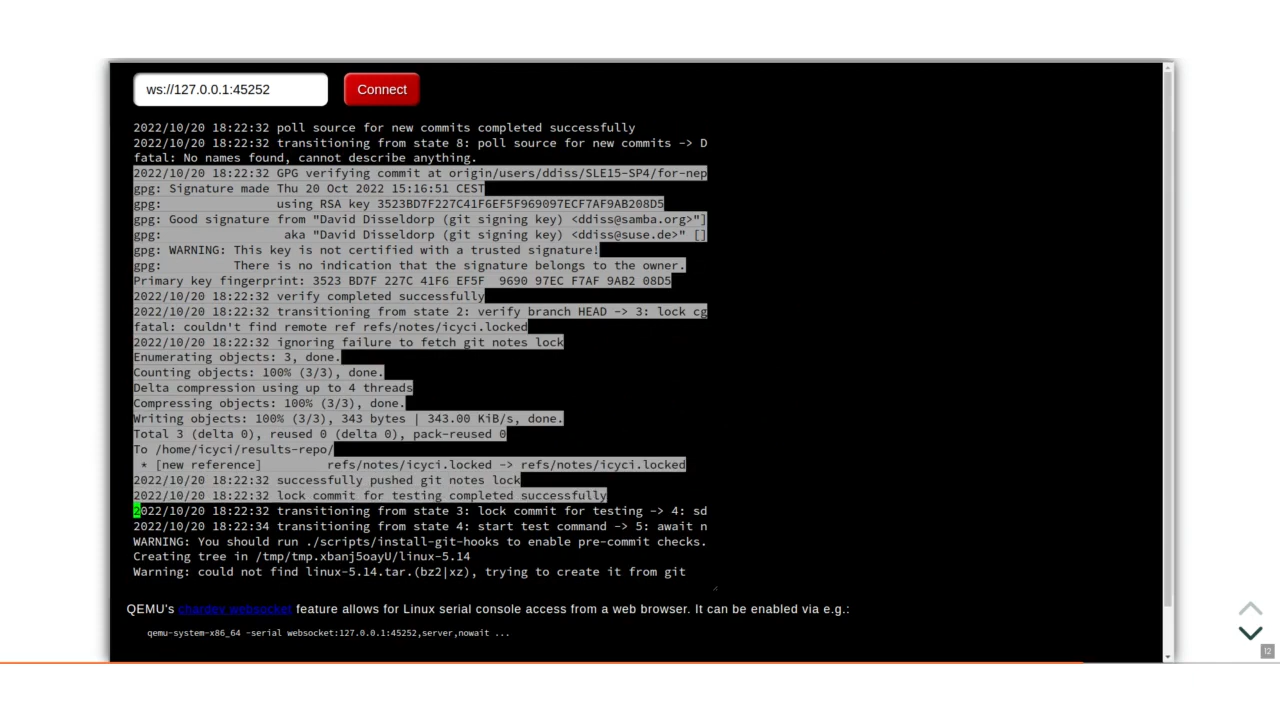 ws://127.0.0.1:45252
Connect
2022/10/20 18:22:32 poll source for new commits completed successfully
2022/10/20 18:22:32 transitioning from state 8: poll source for new commits -> D
fatal: No names found, cannot describe anything.
2022/10/20 18:22:32 GPG verifying commit at origin/users/ddiss/SLE15-SP4/for-nep
gpg: Signature made Thu 20 Oct 2022 15:16:51 CEST
gpg:                using RSA key 3523BD7F227C41F6EF5F969097ECF7AF9AB208D5
gpg: Good signature from "David Disseldorp (git signing key) <ddiss@samba.org>"]
gpg:                 aka "David Disseldorp (git signing key) <ddiss@suse.de>" []
gpg: WARNING: This key is not certified with a trusted signature!
gpg:          There is no indication that the signature belongs to the owner.
Primary key fingerprint: 3523 BD7F 227C 41F6 EF5F  9690 97EC F7AF 9AB2 08D5
2022/10/20 18:22:32 verify completed successfully
2022/10/20 18:22:32 transitioning from state 2: verify branch HEAD -> 3: lock cg
fatal: couldn't find remote ref refs/notes/icyci.locked
2022/10/20 18:22:32 ignoring failure to fetch git notes lock
Enumerating objects: 3, done.
Counting objects: 100% (3/3), done.
Delta compression using up to 4 threads
Compressing objects: 100% (3/3), done.
Writing objects: 100% (3/3), 343 bytes | 343.00 KiB/s, done.
Total 3 (delta 0), reused 0 (delta 0), pack-reused 0
To /home/icyci/results-repo/
 * [new reference]         refs/notes/icyci.locked -> refs/notes/icyci.locked
2022/10/20 18:22:32 successfully pushed git notes lock
2022/10/20 18:22:32 lock commit for testing completed successfully
2022/10/20 18:22:32 transitioning from state 3: lock commit for testing -> 4: sd
2022/10/20 18:22:34 transitioning from state 4: start test command -> 5: await n
WARNING: You should run ./scripts/install-git-hooks to enable pre-commit checks.
Creating tree in /tmp/tmp.xbanj5oayU/linux-5.14
Warning: could not find linux-5.14.tar.(bz2|xz), trying to create it from git
QEMU's chardev websocket feature allows for Linux serial console access from a web browser. It can be enabled via e.g.:
qemu-system-x86_64 -serial websocket:127.0.0.1:45252,server,nowait ...
12